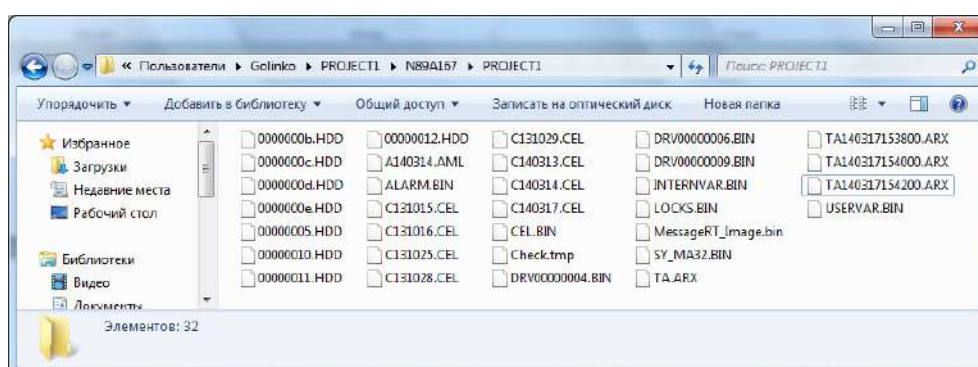 « Пользователи ▸ Golinko ▸ PROJECT1 ▸ N89A167 ▸ PROJECT1
Поиск: PROJECT1
Упорядочить ▾ Добавить в библиотеку ▾ Общий доступ ▾ Записать на оптический диск Новая папка
Избранное
Загрузки
Недавние места
Рабочий стол
Библиотеки
Видео
Документы
0000000b.HDD
0000000c.HDD
0000000d.HDD
0000000e.HDD
00000005.HDD
00000010.HDD
00000011.HDD
00000012.HDD
A140314.AML
ALARM.BIN
C131015.CEL
C131016.CEL
C131025.CEL
C131028.CEL
C131029.CEL
C140313.CEL
C140314.CEL
C140317.CEL
CEL.BIN
Check.tmp
DRV00000004.BIN
DRV00000006.BIN
DRV00000009.BIN
INTERNVAR.BIN
LOCKS.BIN
MessageRT_Image.bin
SY_MA32.BIN
TA.ARX
TA140317153800.ARX
TA140317154000.ARX
TA140317154200.ARX
USERVAR.BIN
Элементов: 32